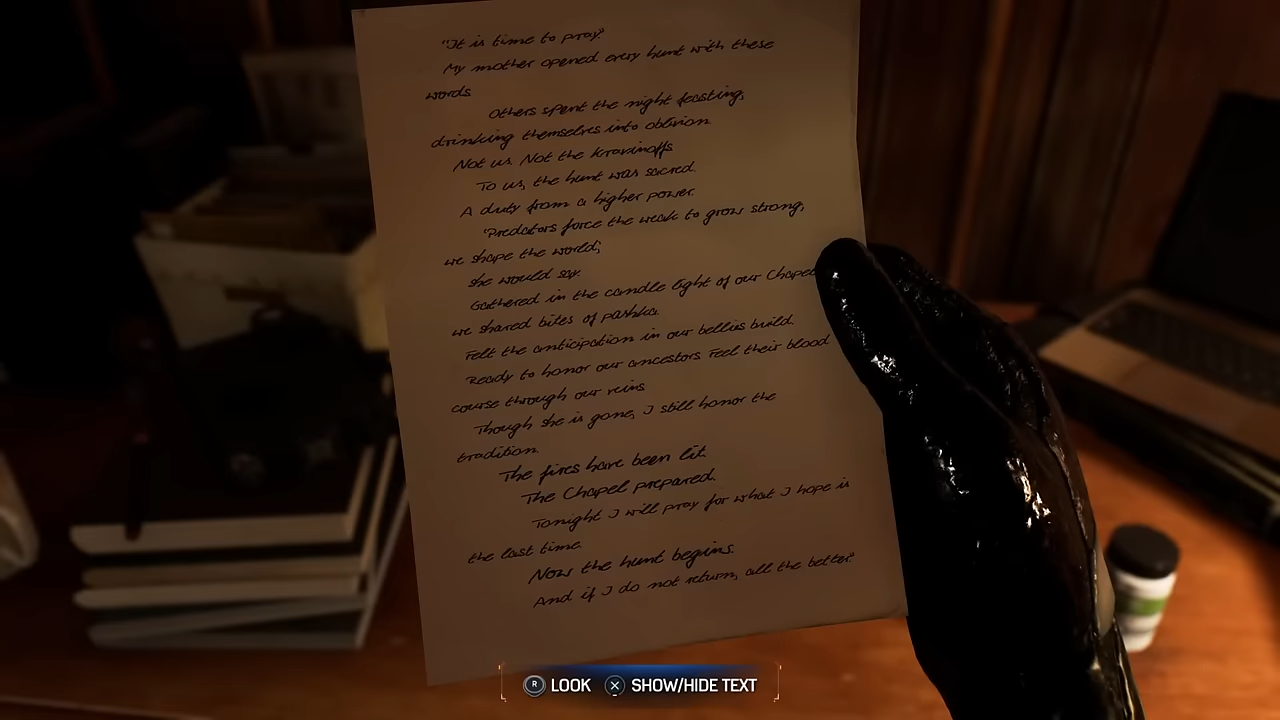 "It is time to pray."
My mother opened every hunt with these
words.
Others spent the night feasting,
drinking themselves into oblivion.
Not us. Not the Kravinoffs.
To us, the hunt was sacred.
A duty from a higher power.
'Predators force the weak to grow strong,
we shape the world,'
she would say.
Gathered in the candle light of our Chapel
we shared bites of pashka.
Felt the anticipation in our bellies build.
Ready to honor our ancestors. Feel their blood
course through our veins.
Though she is gone, I still honor the
tradition.
The fires have been lit.
The Chapel prepared.
Tonight I will pray for what I hope is
the last time.
Now the hunt begins.
And if I do not return, all the better."
R LOOK X SHOW/HIDE TEXT